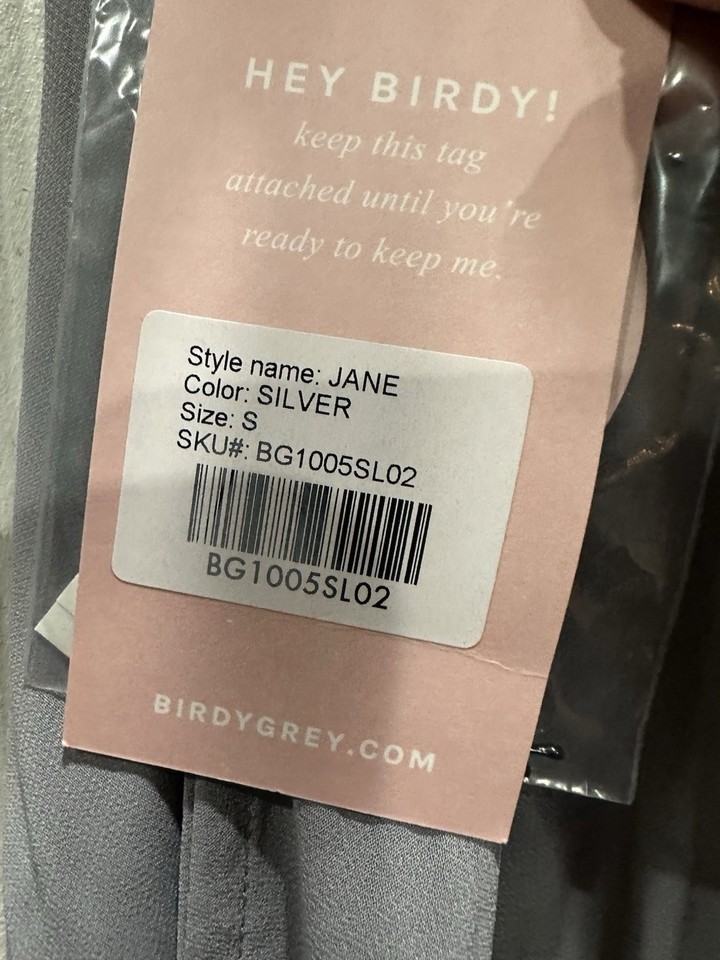 HEY BIRDY!
keep this tag
attached until you're
ready to keep me.
Style name: JANE
Color: SILVER
Size: S
SKU#: BG1005SL02
BG1005SL02
BIRDYGREY.COM